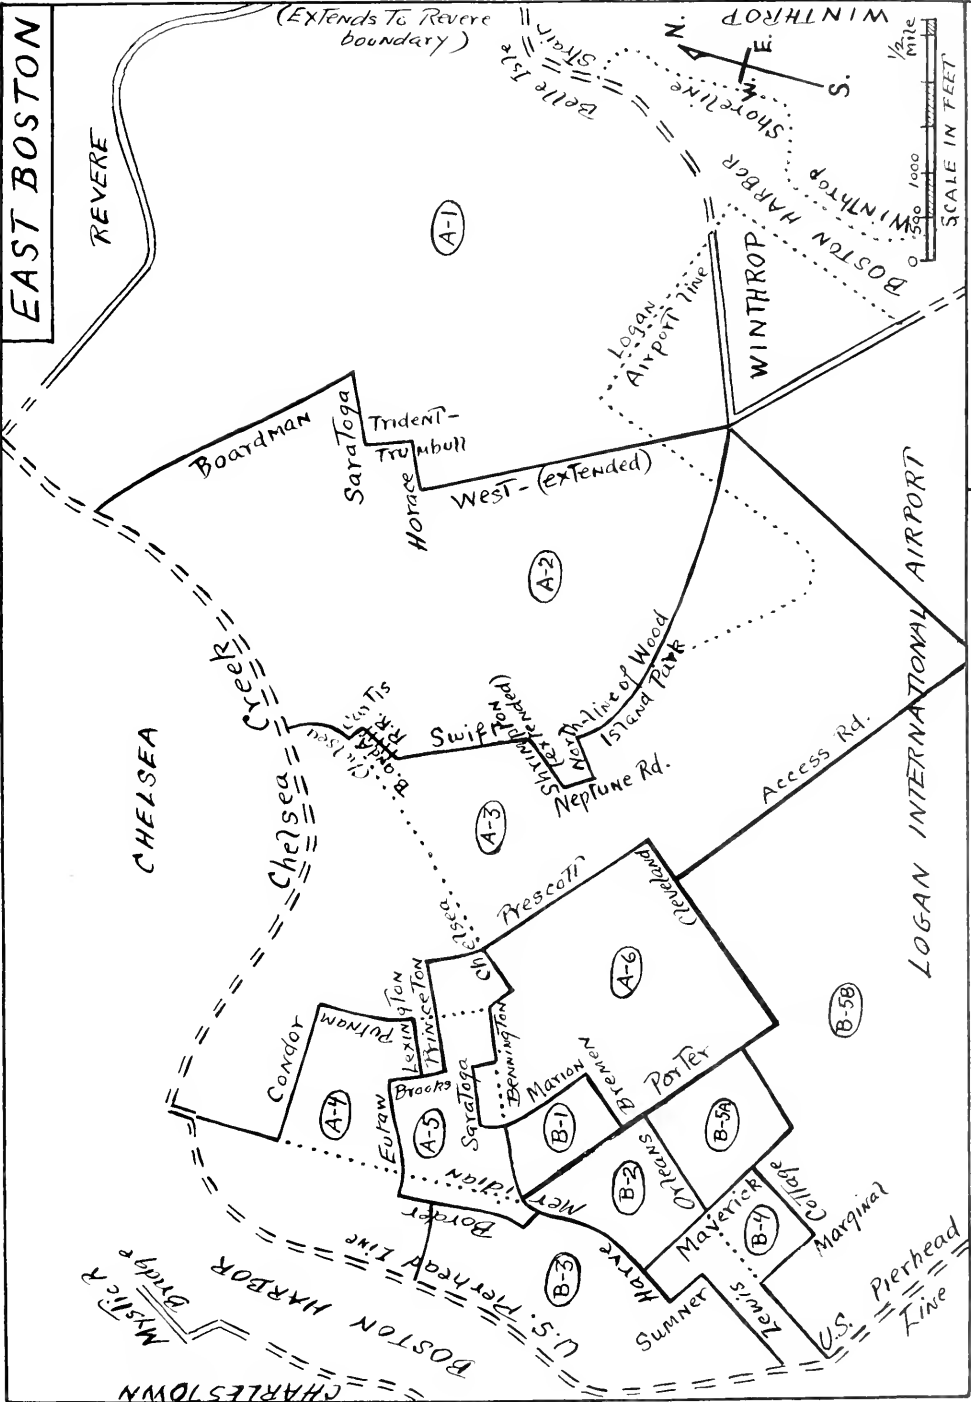 EAST BOSTON
(EXTENDS TO Revere
boundary)
WINTHROP
REVERE
Belle Isle
Strait
N.
E.
W.
S.
Shoreline
Winthrop
BOSTON HARBOR
1/2 mile
0 500 1000
SCALE IN FEET
A-1
Logan
Airport line
WINTHROP
Boardman
Saratoga
Trident-
Trumbull
Horace
West-(extended)
A-2
CHELSEA
Chelsea Creek
Chelsea
B. and A.
R.R.
Swift
Shrimpton
(extended)
North-line of Wood
Island Park
Neptune Rd.
A-3
Access Rd.
LOGAN INTERNATIONAL AIRPORT
Chelsea
Prescott
Cleveland
A-6
B-5B
Condor
Putnam
Lexington
Princeton
A-4
Brooks
Eutaw
A-5
Saratoga
Bennington
Marion
Bremen
Porter
B-1
B-2
Orleans
B-5A
Meridian
Border
B-3
Harve
Maverick
Cottage
B-4
Marginal
Sumner
Lewis
U.S. Pierhead Line
U.S. Pierhead
Line
Mystic R
Bridge
BOSTON HARBOR
CHARLESTOWN